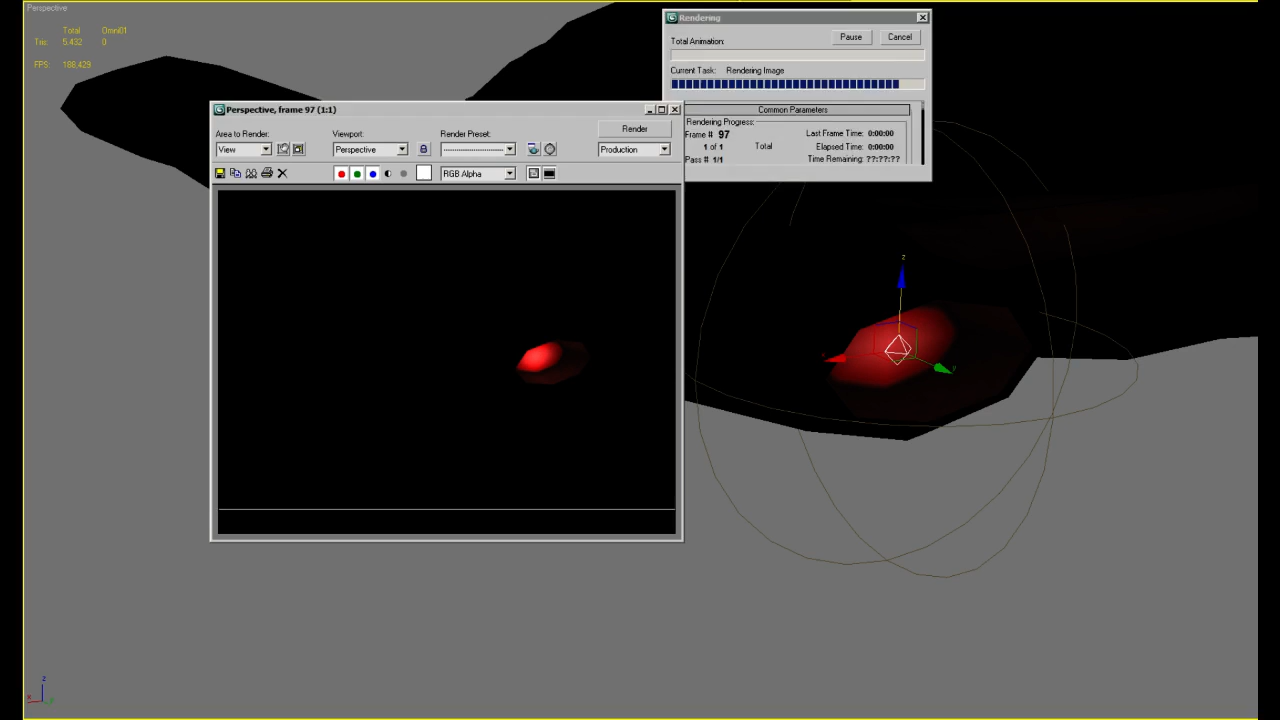 Perspective
Total Omni01
Tris: 5,432 0
FPS: 188.429
Rendering
Total Animation:
Pause
Cancel
Current Task: Rendering Image
Common Parameters
Rendering Progress:
Frame # 97
1 of 1 Total
Pass # 1/1
Last Frame Time: 0:00:00
Elapsed Time: 0:00:00
Time Remaining: ??:??:??
Perspective, frame 97 (1:1)
Area to Render:
View
Viewport:
Perspective
Render Preset:
Render
Production
RGB Alpha
z
x
y
z
x
y